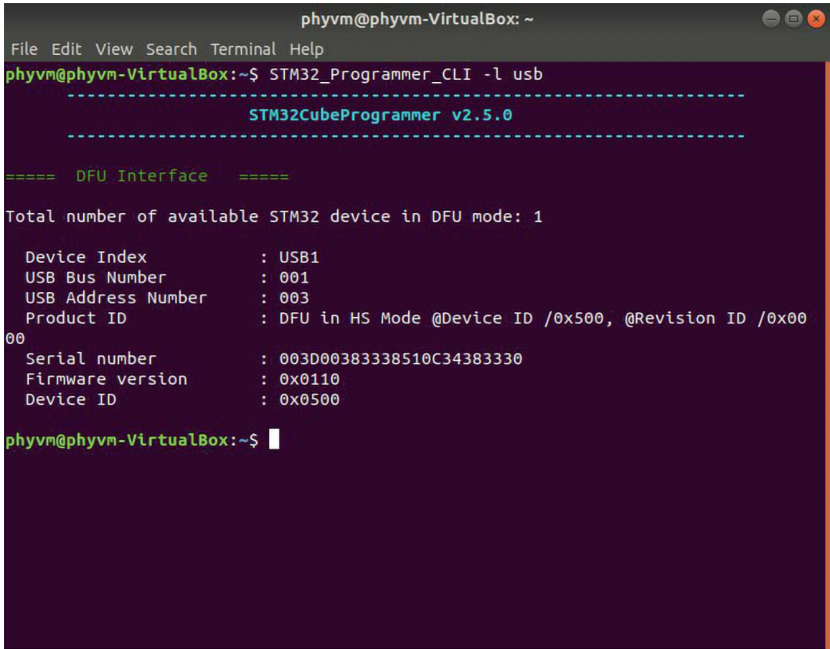 phyvm@phyvm-VirtualBox: ~
File Edit View Search Terminal Help
phyvm@phyvm-VirtualBox:~$ STM32_Programmer_CLI -l usb
-------------------------------------------------------------------
STM32CubeProgrammer v2.5.0
-------------------------------------------------------------------
===== DFU Interface =====
Total number of available STM32 device in DFU mode: 1
Device Index : USB1
USB Bus Number : 001
USB Address Number : 003
Product ID : DFU in HS Mode @Device ID /0x500, @Revision ID /0x00
00
Serial number : 003D00383338510C34383330
Firmware version : 0x0110
Device ID : 0x0500
phyvm@phyvm-VirtualBox:~$